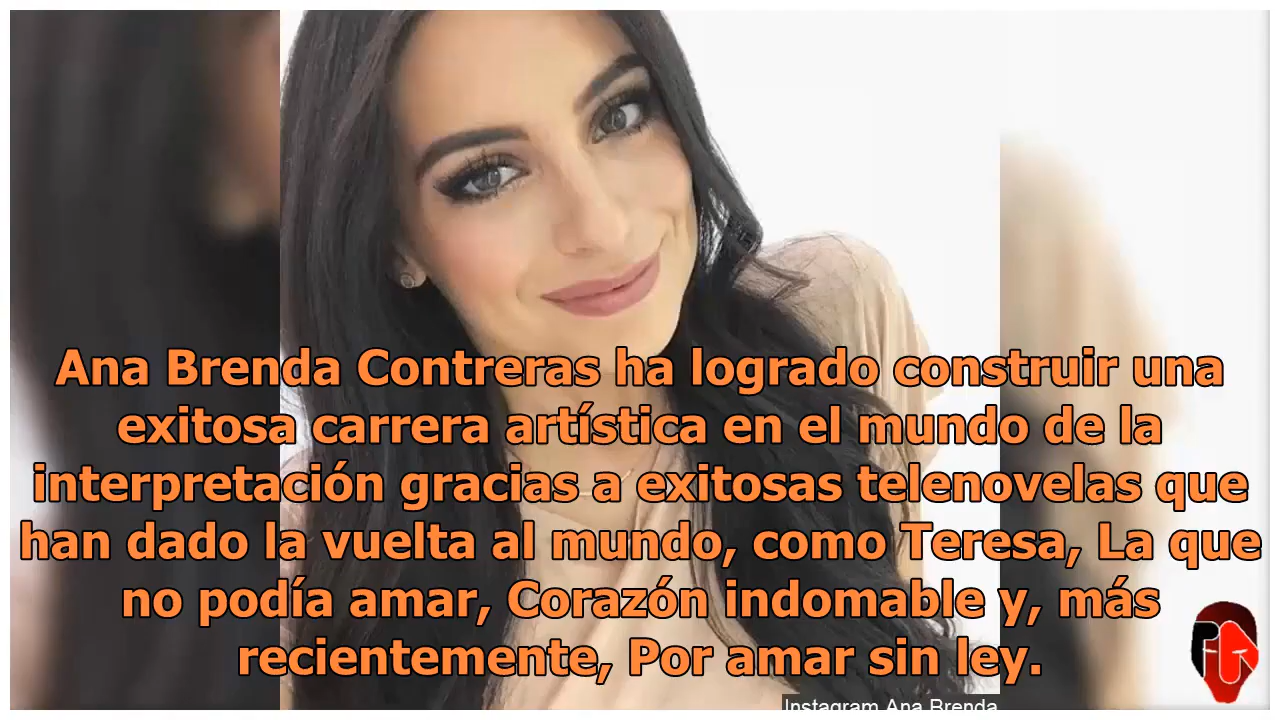 Ana Brenda Contreras ha logrado construir una
exitosa carrera artística en el mundo de la
interpretación gracias a exitosas telenovelas que
han dado la vuelta al mundo, como Teresa, La que
no podía amar, Corazón indomable y, más
recientemente, Por amar sin ley.
Instagram Ana Brenda